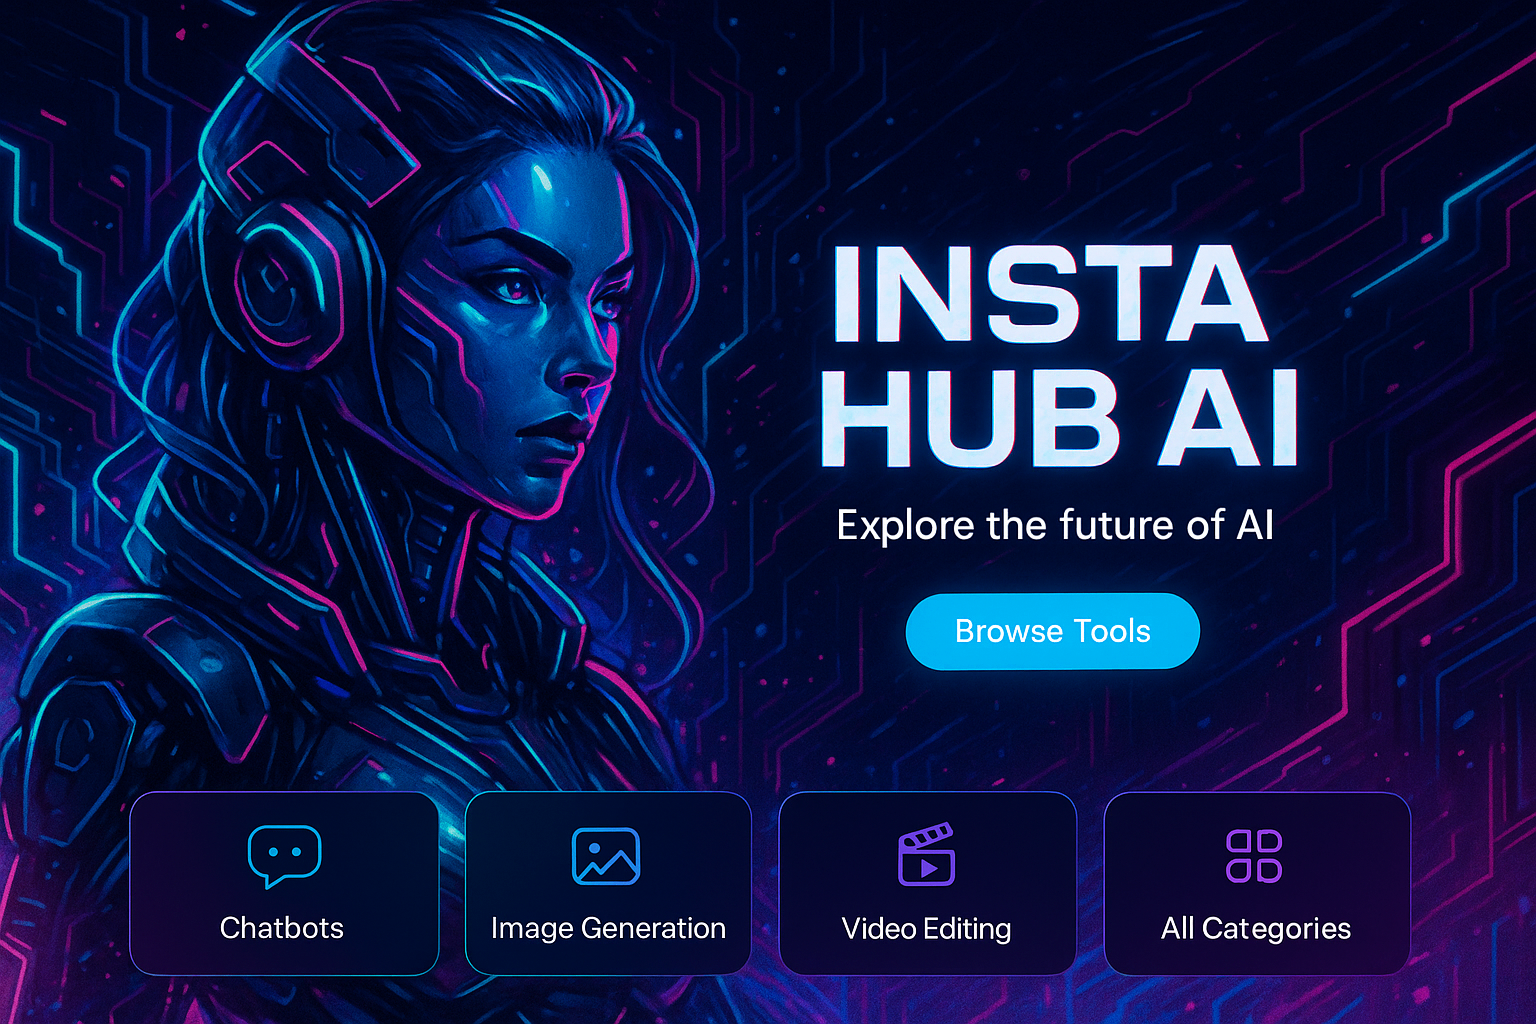 INSTA
HUB AI
Explore the future of AI
Browse Tools
Chatbots
Image Generation
Video Editing
All Categories